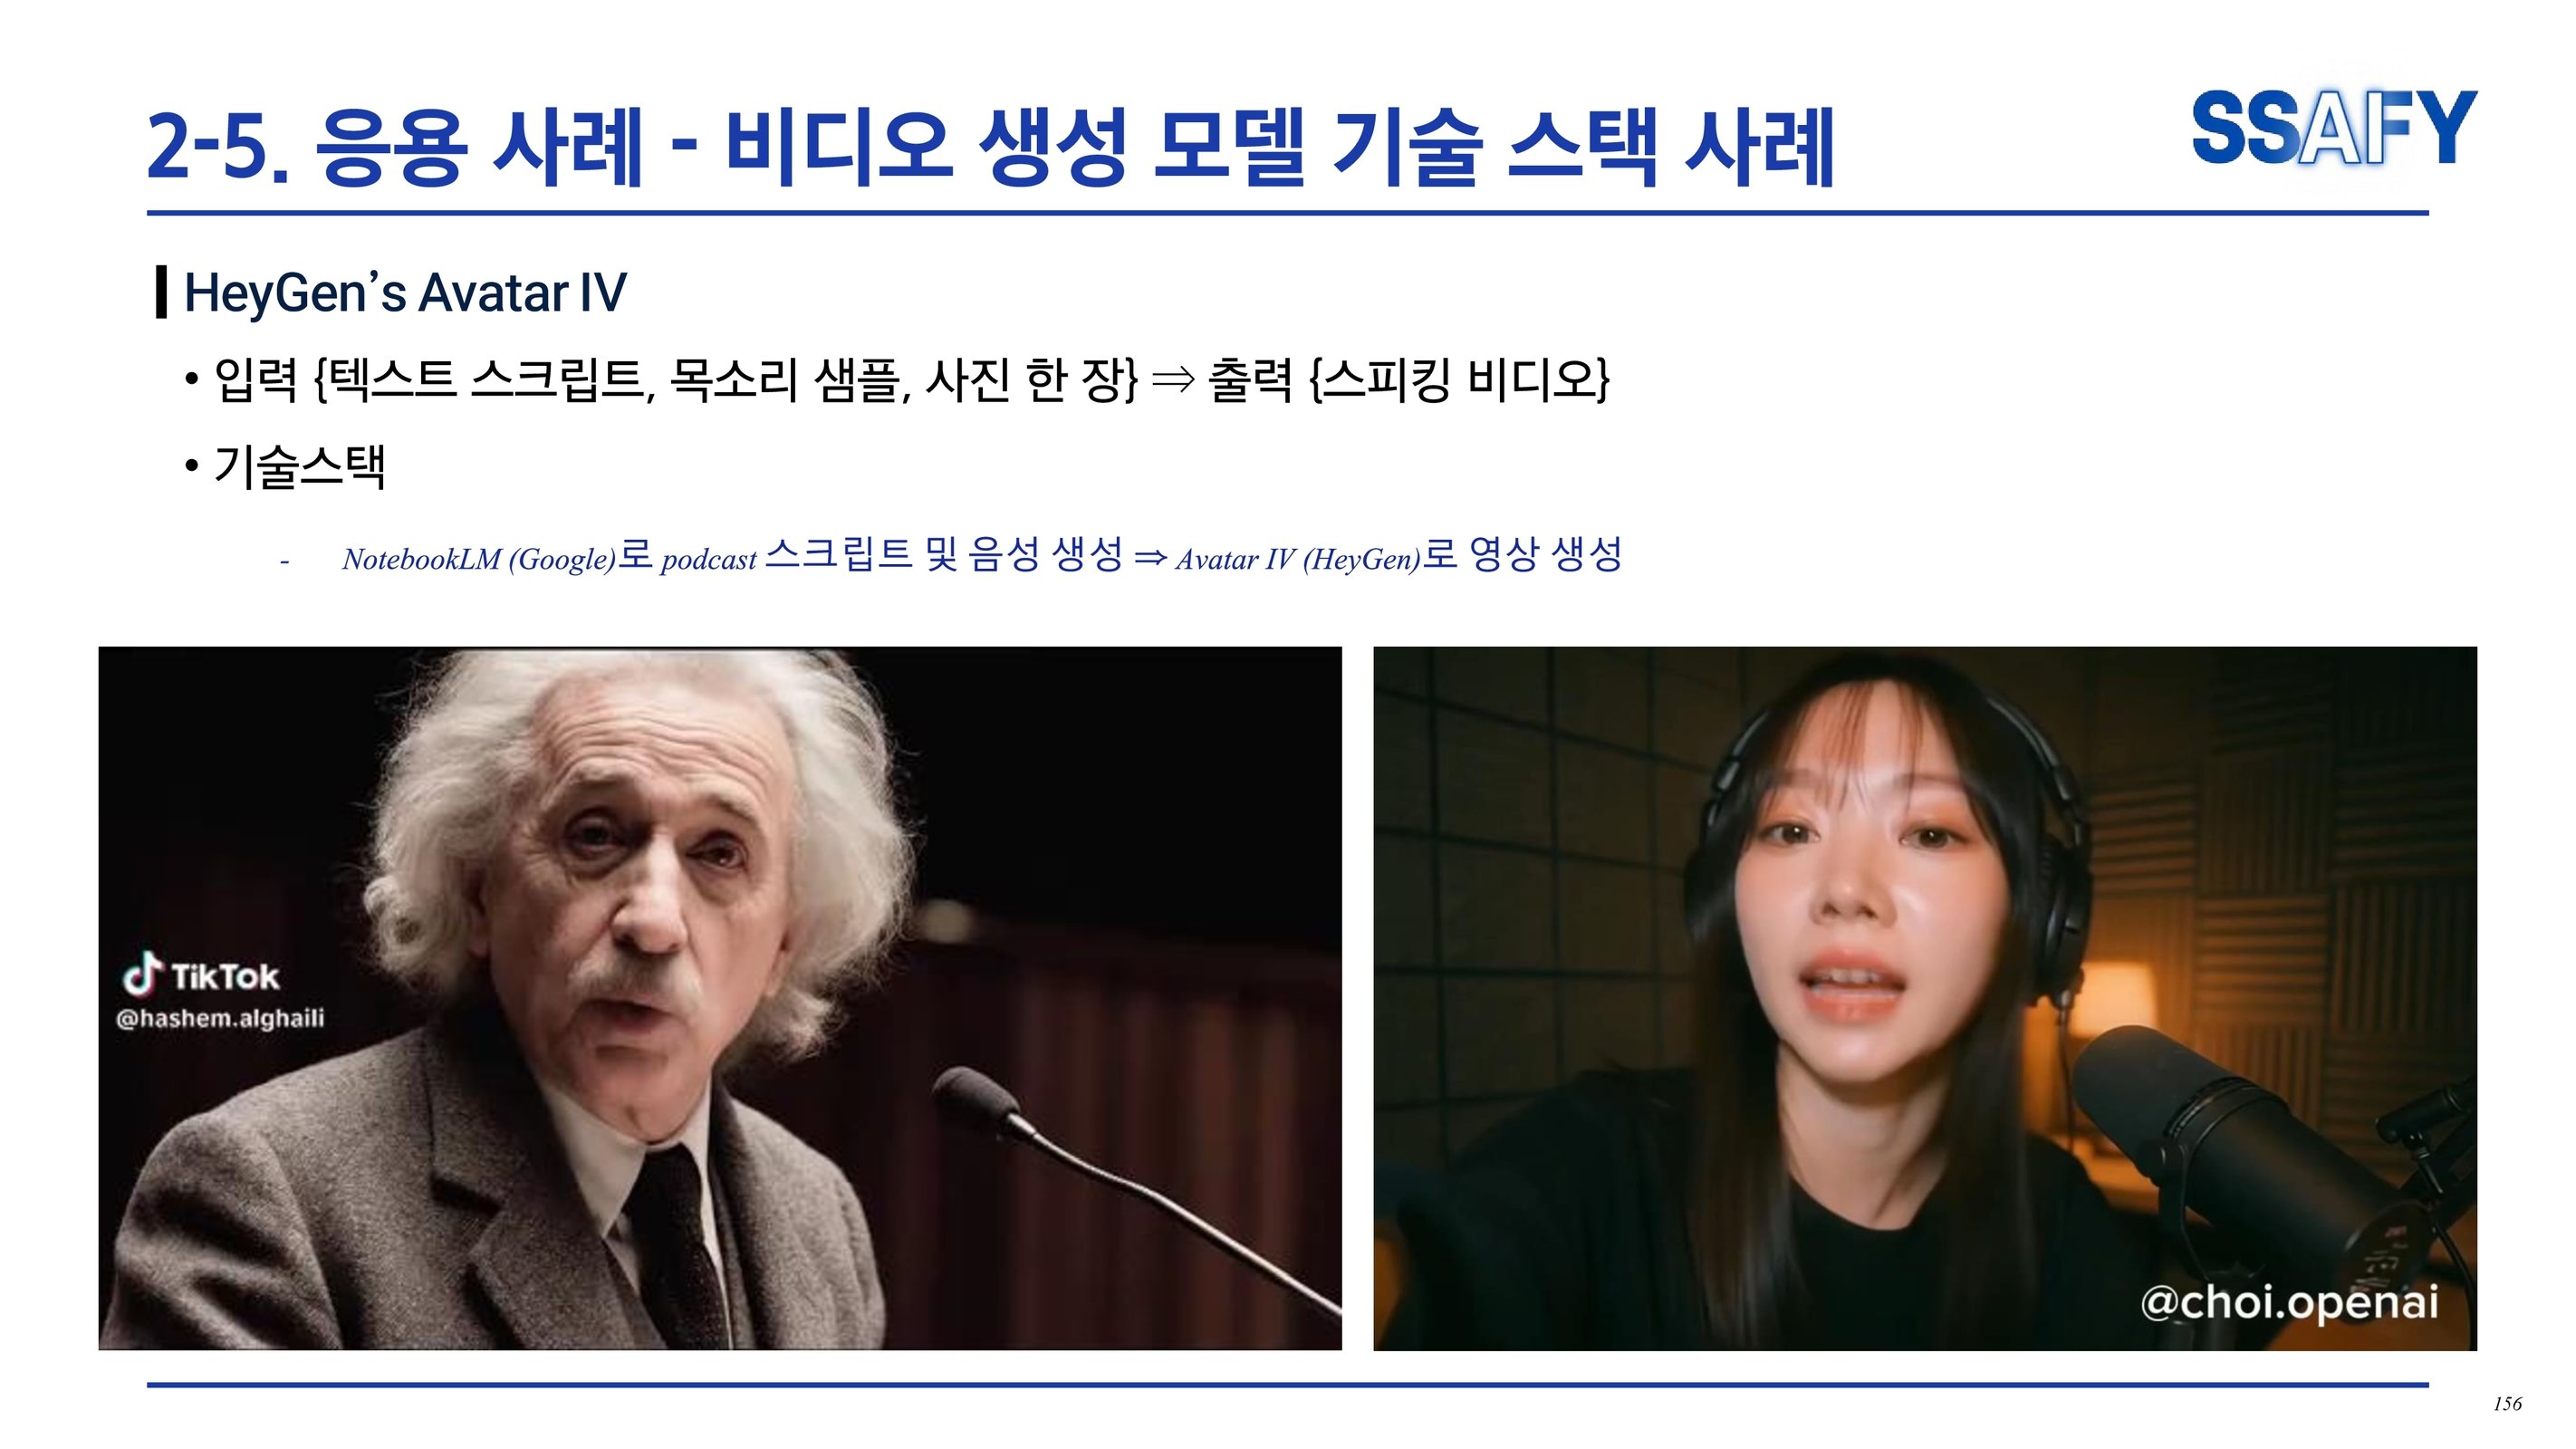 2-5. 응용 사례 - 비디오 생성 모델 기술 스택 사례
SSAFY
HeyGen’s Avatar IV
• 입력 {텍스트 스크립트, 목소리 샘플, 사진 한 장} ⇒ 출력 {스피킹 비디오}
• 기술스택
- NotebookLM (Google)로 podcast 스크립트 및 음성 생성 ⇒ Avatar IV (HeyGen)로 영상 생성
TikTok
@hashem.alghaili
@choi.openai
156